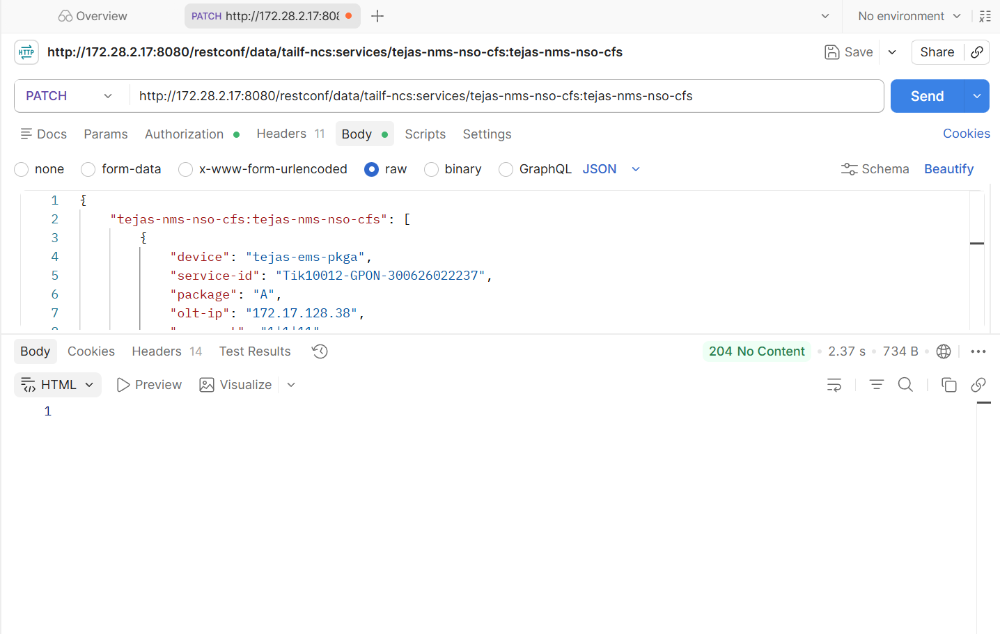 Overview
PATCH http://172.28.2.17:808
No environment
HTTP http://172.28.2.17:8080/restconf/data/tailf-ncs:services/tejas-nms-nso-cfs:tejas-nms-nso-cfs
Save
Share
PATCH http://172.28.2.17:8080/restconf/data/tailf-ncs:services/tejas-nms-nso-cfs:tejas-nms-nso-cfs
Send
Docs Params Authorization Headers 11 Body Scripts Settings Cookies
none form-data x-www-form-urlencoded raw binary GraphQL JSON Schema Beautify
1 {
2 "tejas-nms-nso-cfs:tejas-nms-nso-cfs": [
3 {
4 "device": "tejas-ems-pkga",
5 "service-id": "Tik10012-GPON-300626022237",
6 "package": "A",
7 "olt-ip": "172.17.128.38",
Body Cookies Headers 14 Test Results 204 No Content 2.37 s 734 B
HTML Preview Visualize
1